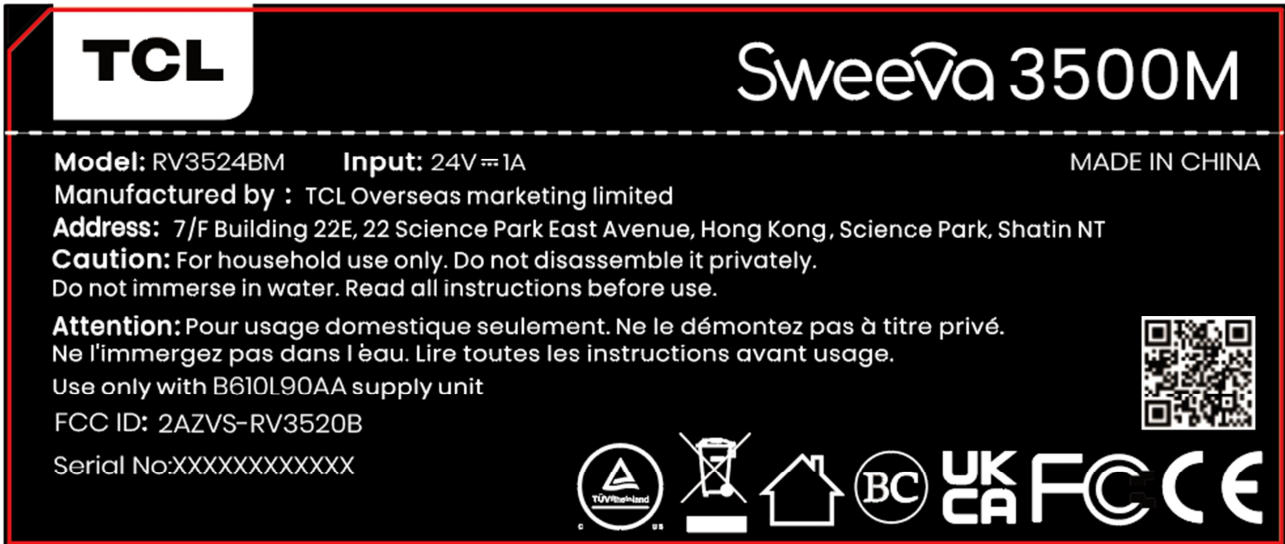 TCL
Sweeva 3500M
Model: RV3524BM Input: 24V⎓1A MADE IN CHINA
Manufactured by : TCL Overseas marketing limited
Address: 7/F Building 22E, 22 Science Park East Avenue, Hong Kong, Science Park, Shatin NT
Caution: For household use only. Do not disassemble it privately.
Do not immerse in water. Read all instructions before use.
Attention: Pour usage domestique seulement. Ne le démontez pas à titre privé.
Ne l'immergez pas dans l èau. Lire toutes les instructions avant usage.
Use only with B610L90AA supply unit
FCC ID: 2AZVS-RV3520B
Serial No:XXXXXXXXXXXX
TÜVRheinland
C US
BC
UK
CA
FC
CE